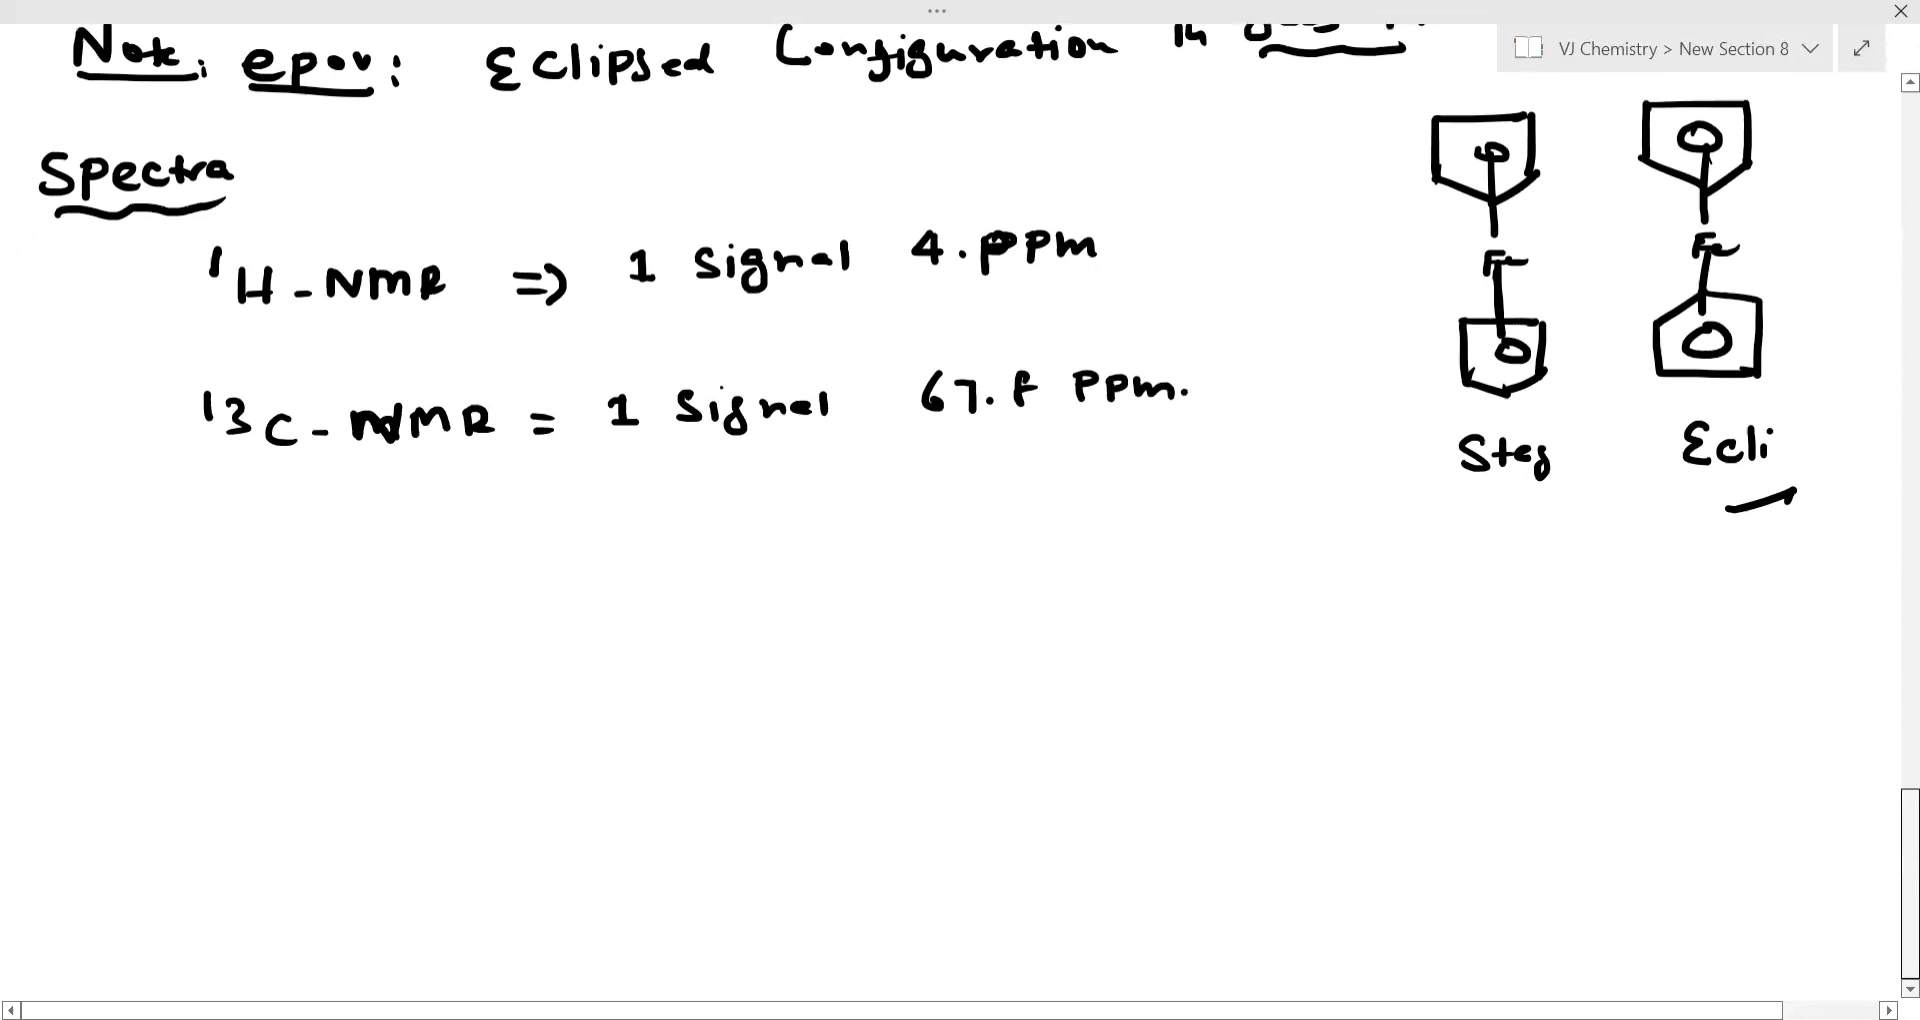 VJ Chemistry > New Section 8
Note: epov: Eclipsed Configuration in
Spectra
1H-NMR => 1 Signal 4. ppm
13C-NMR = 1 Signal 67. ppm.
Fe Fe
Steg Ecli